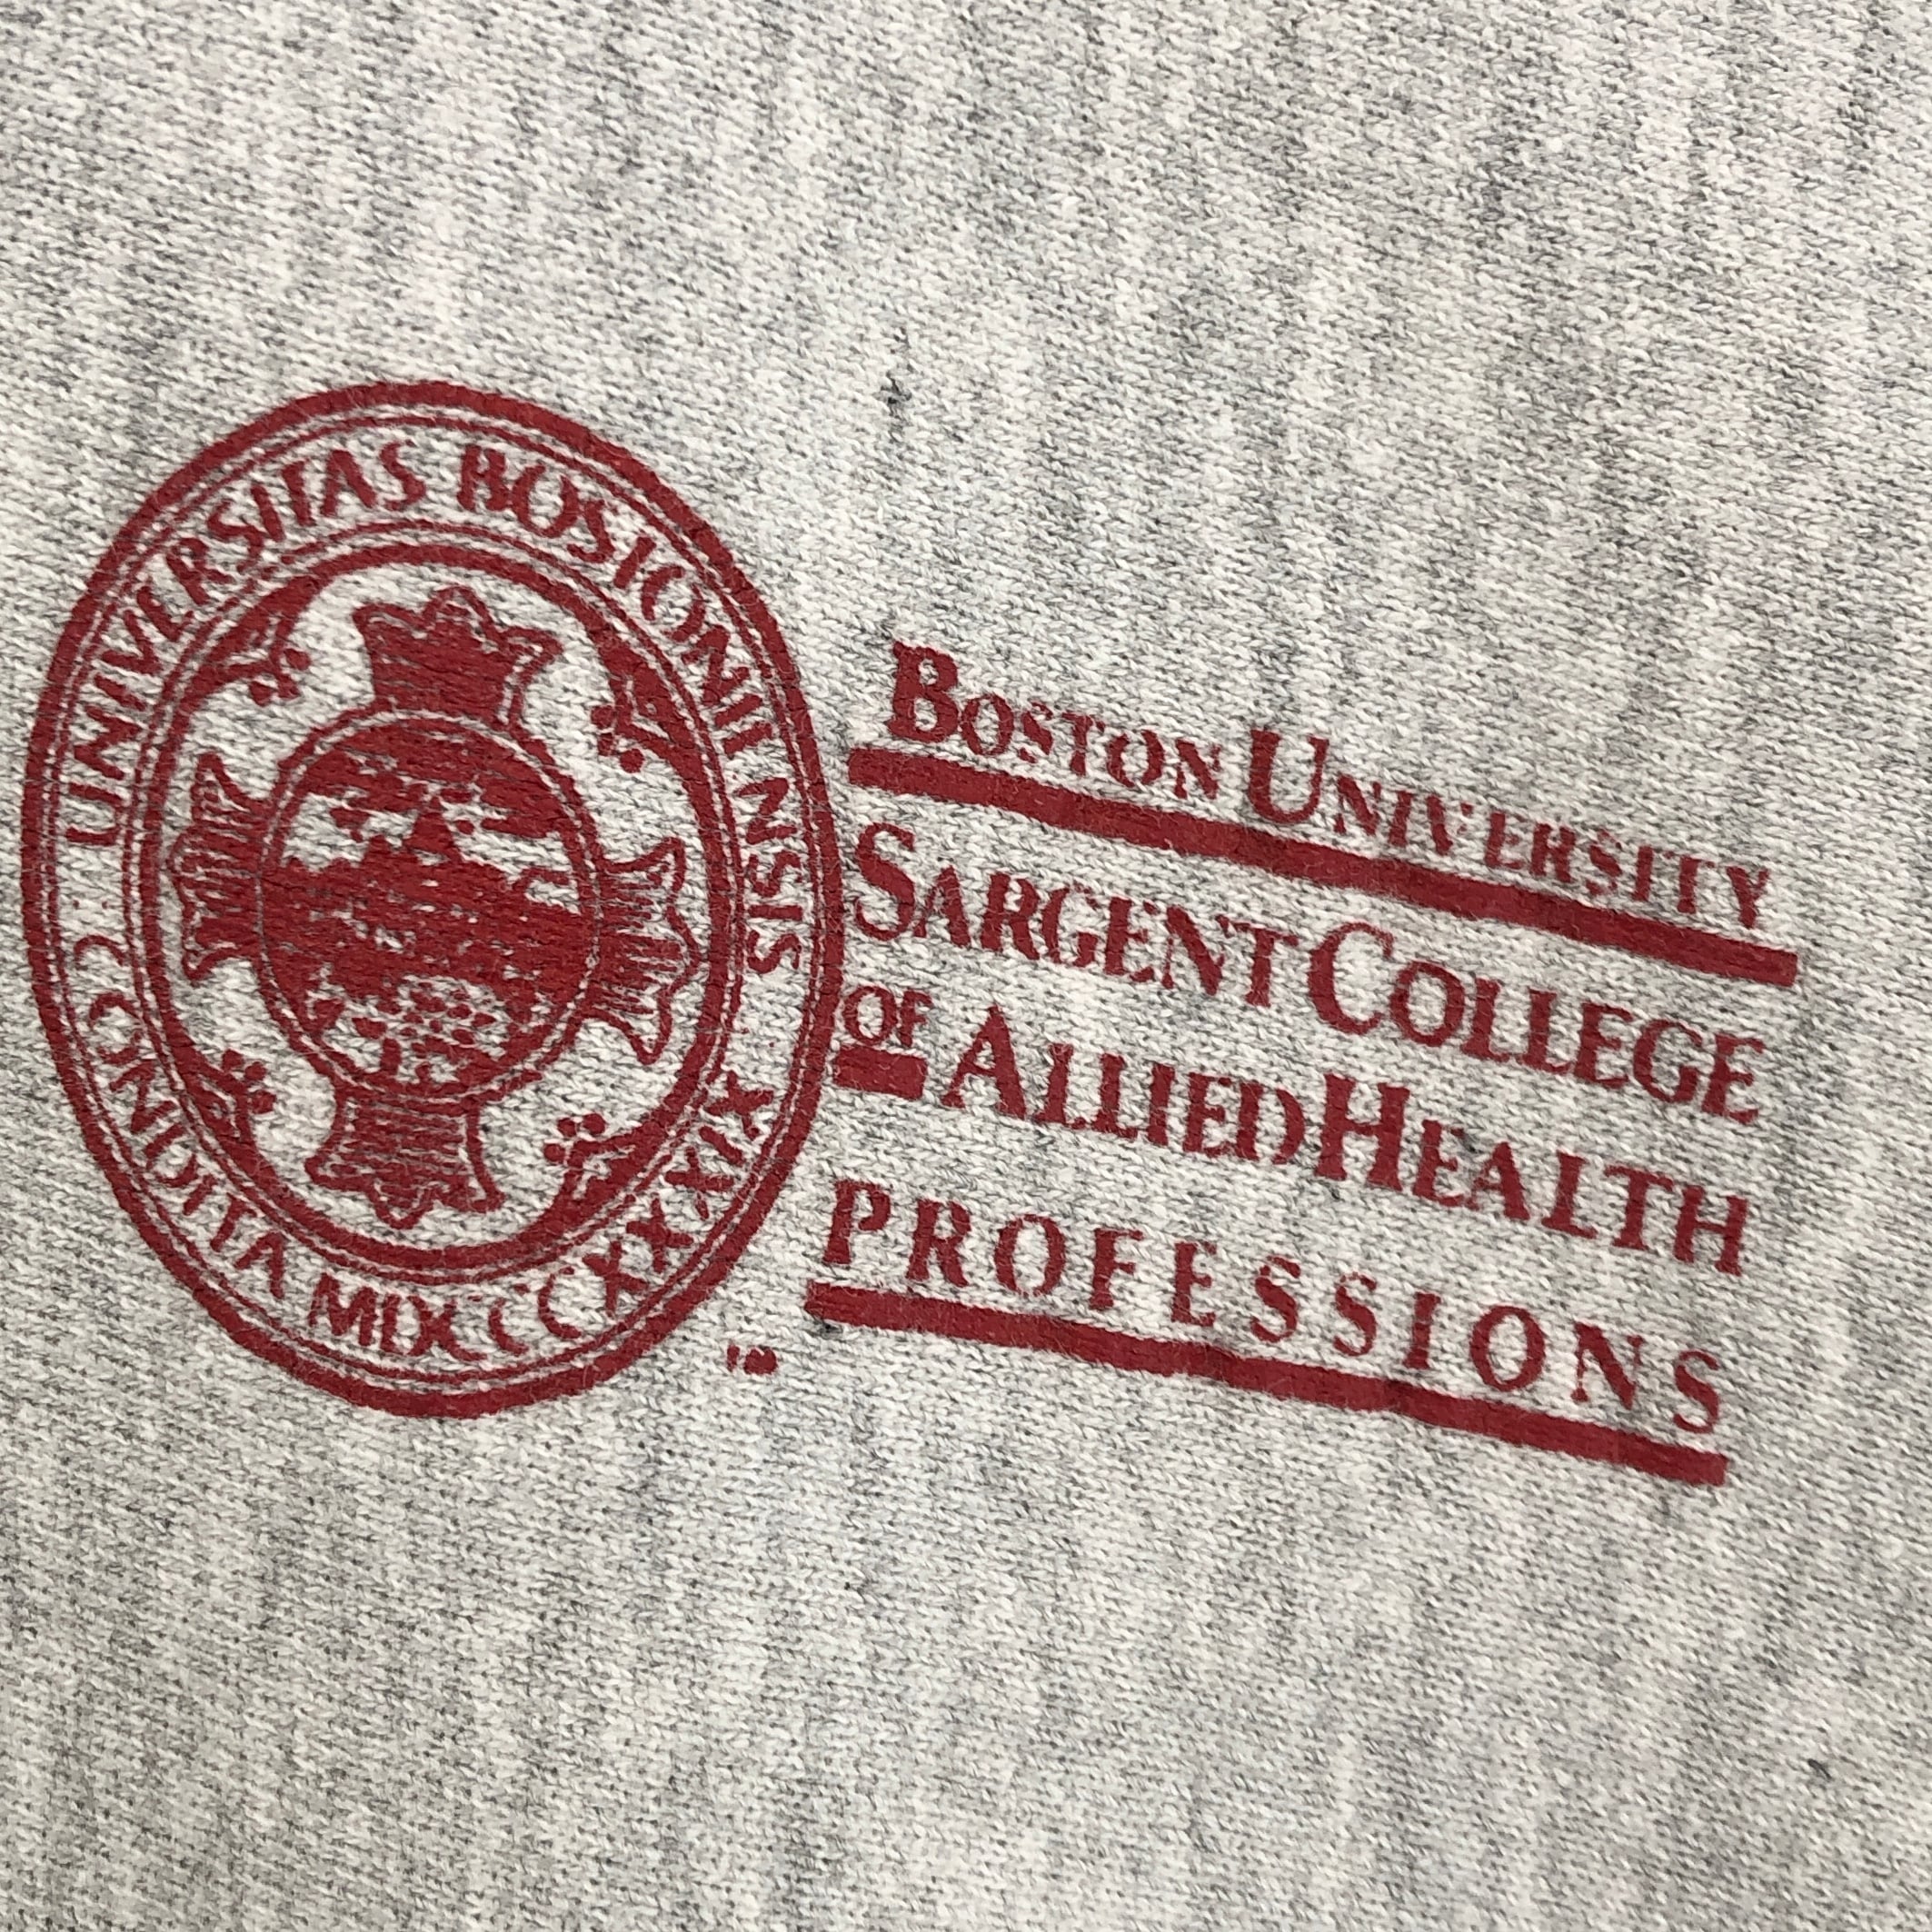 UNIVERSITAS BOSTONIENSIS
CONDITA MDCCCXXXIX
BOSTON UNIVERSITY
SARGENT COLLEGE
OF ALLIED HEALTH
PROFESSIONS